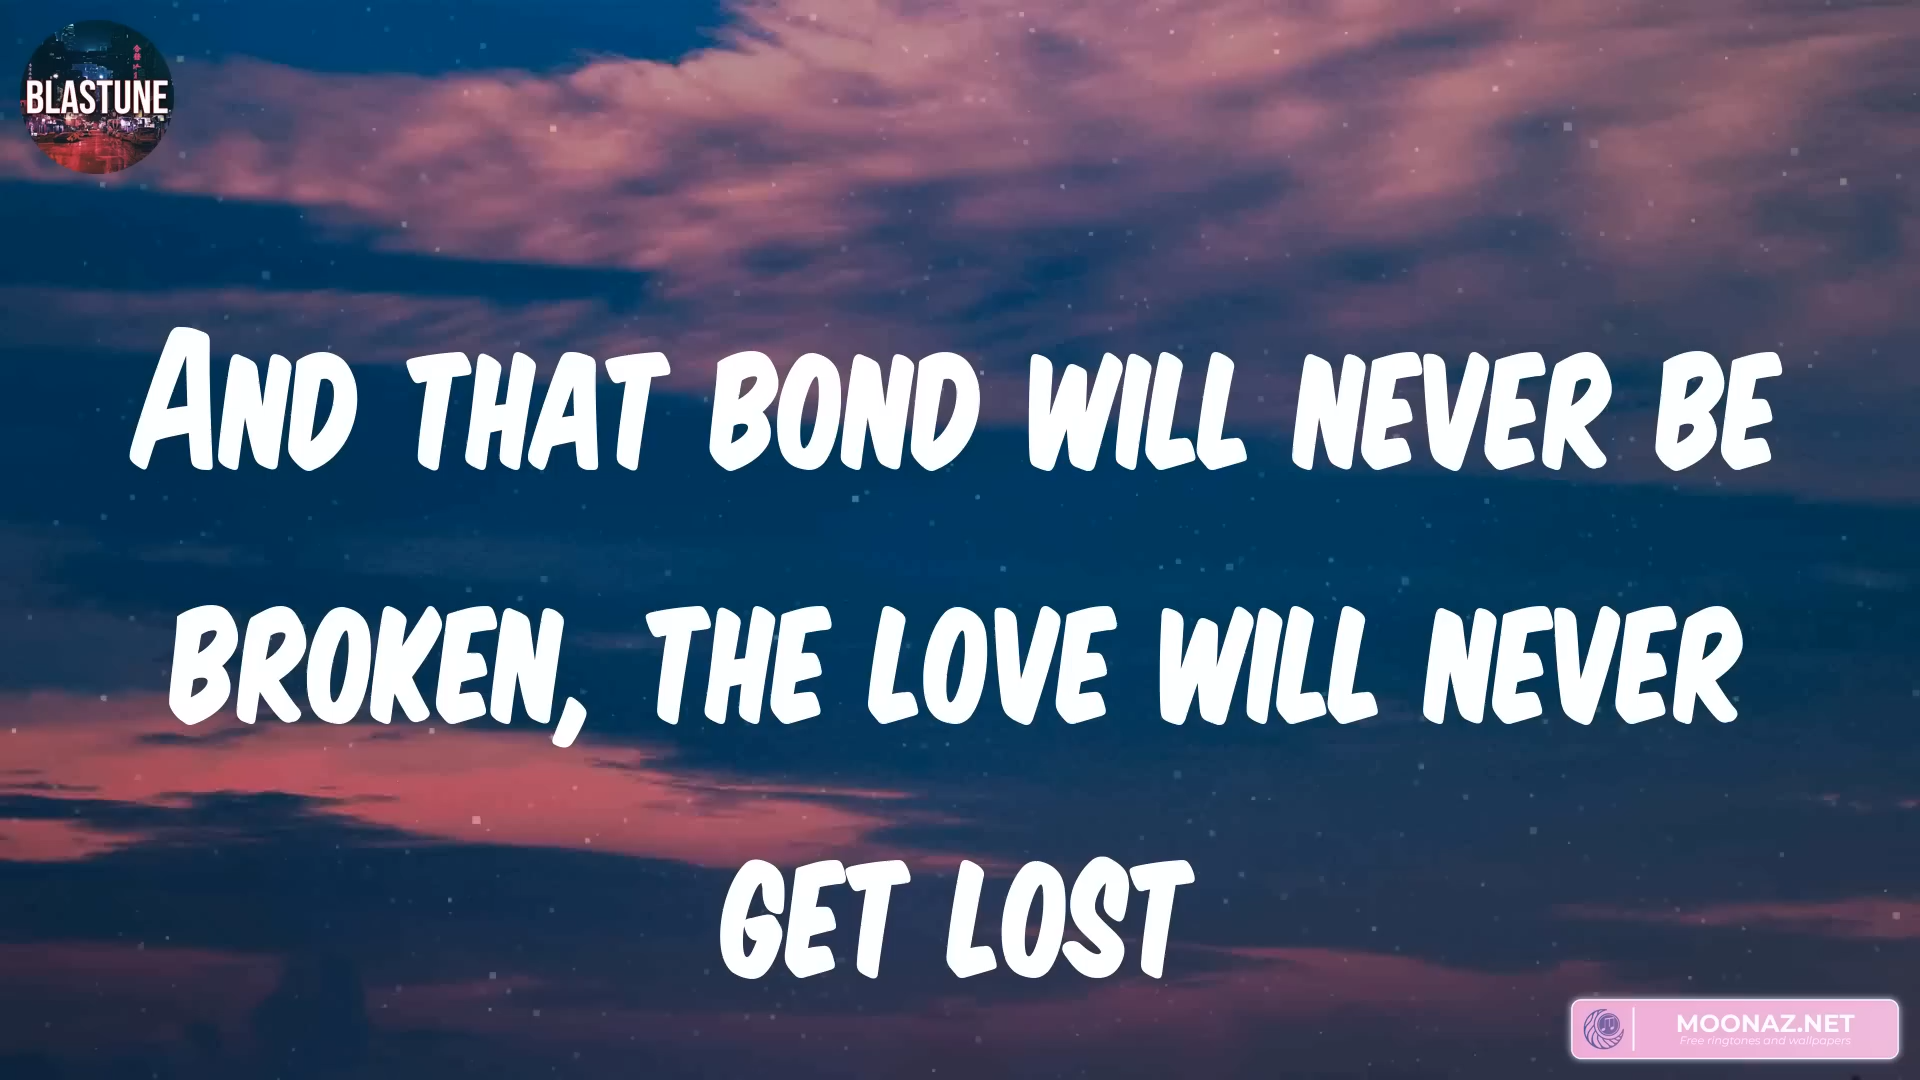 BLASTUNE
AND THAT BOND WILL NEVER BE
BROKEN, THE LOVE WILL NEVER
GET LOST
MOONAZ.NET
Free ringtones and wallpapers